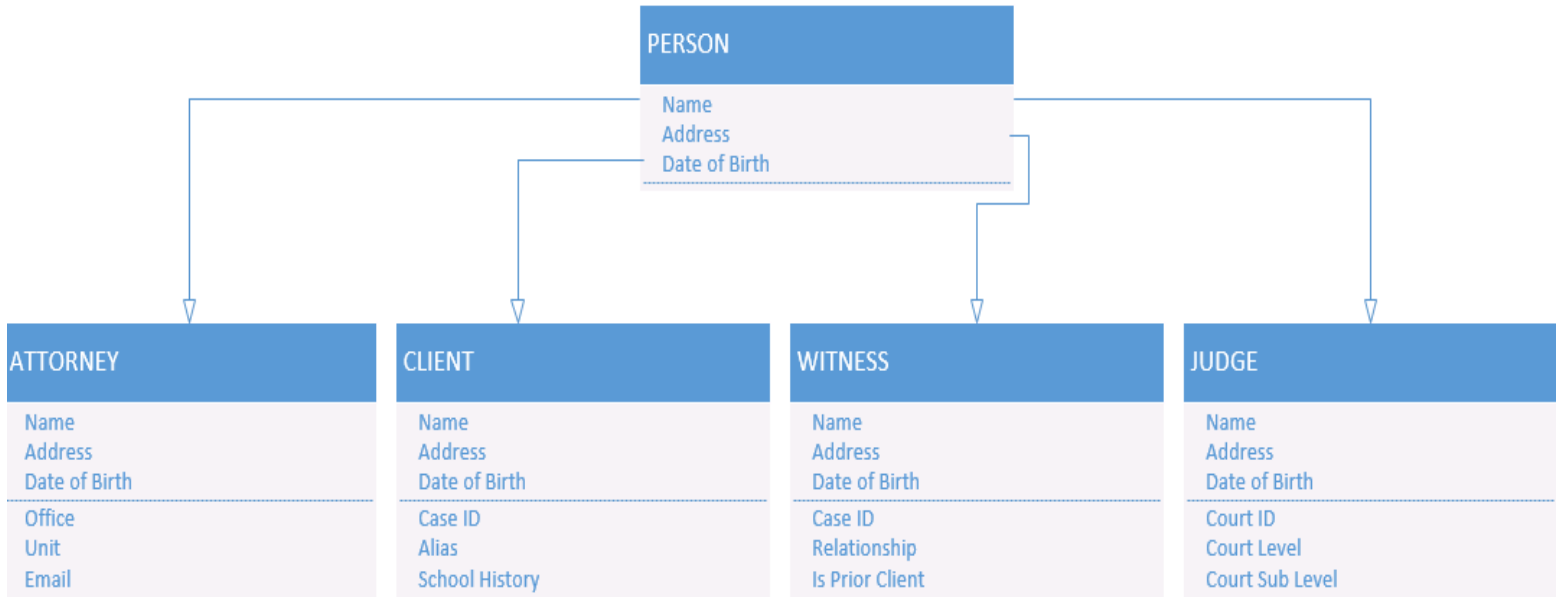 PERSON
Name
Address
Date of Birth
ATTORNEY
Name
Address
Date of Birth
Office
Unit
Email
CLIENT
Name
Address
Date of Birth
Case ID
Alias
School History
WITNESS
Name
Address
Date of Birth
Case ID
Relationship
Is Prior Client
JUDGE
Name
Address
Date of Birth
Court ID
Court Level
Court Sub Level